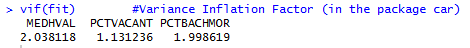 > vif(fit)       #Variance Inflation Factor (in the package car)
  MEDHVAL  PCTVACANT PCTBACHMOR
 2.038118   1.131236   1.998619